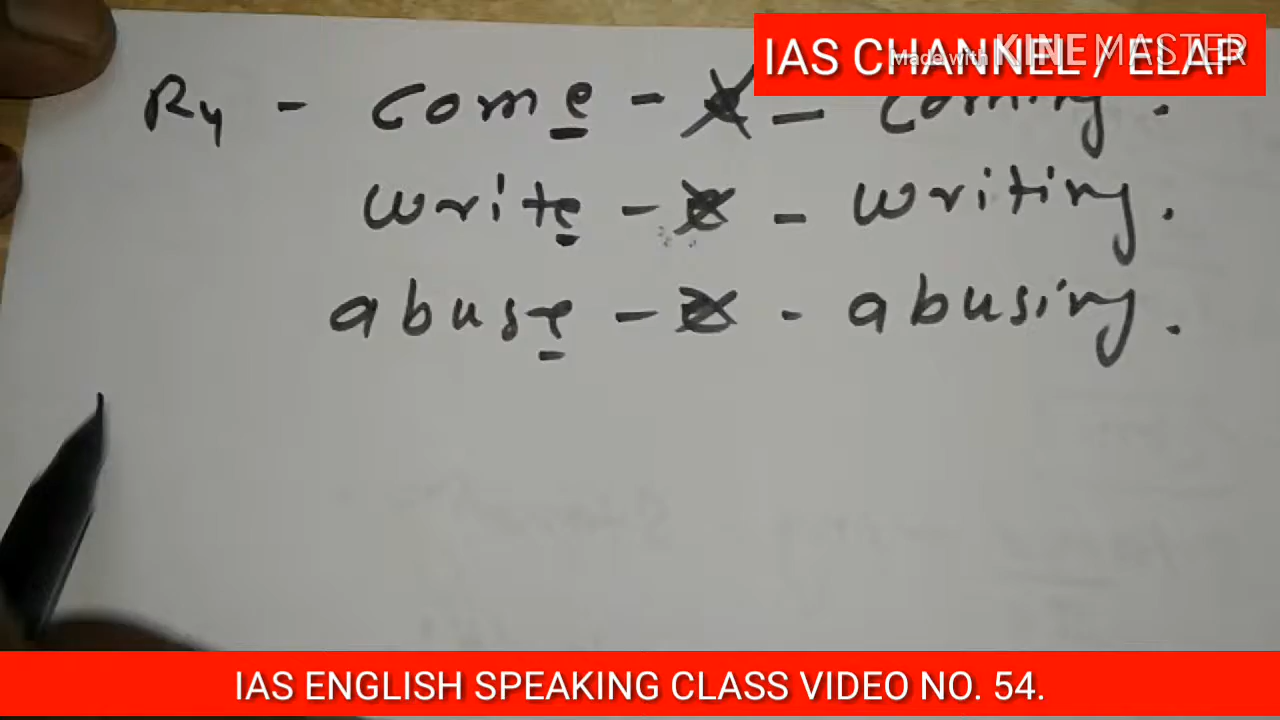 IAS CHANNEL / ELAP
Made with KINEMASTER
Ry - come - e - coming.
write - e - writing.
abuse - e - abusing.
IAS ENGLISH SPEAKING CLASS VIDEO NO. 54.